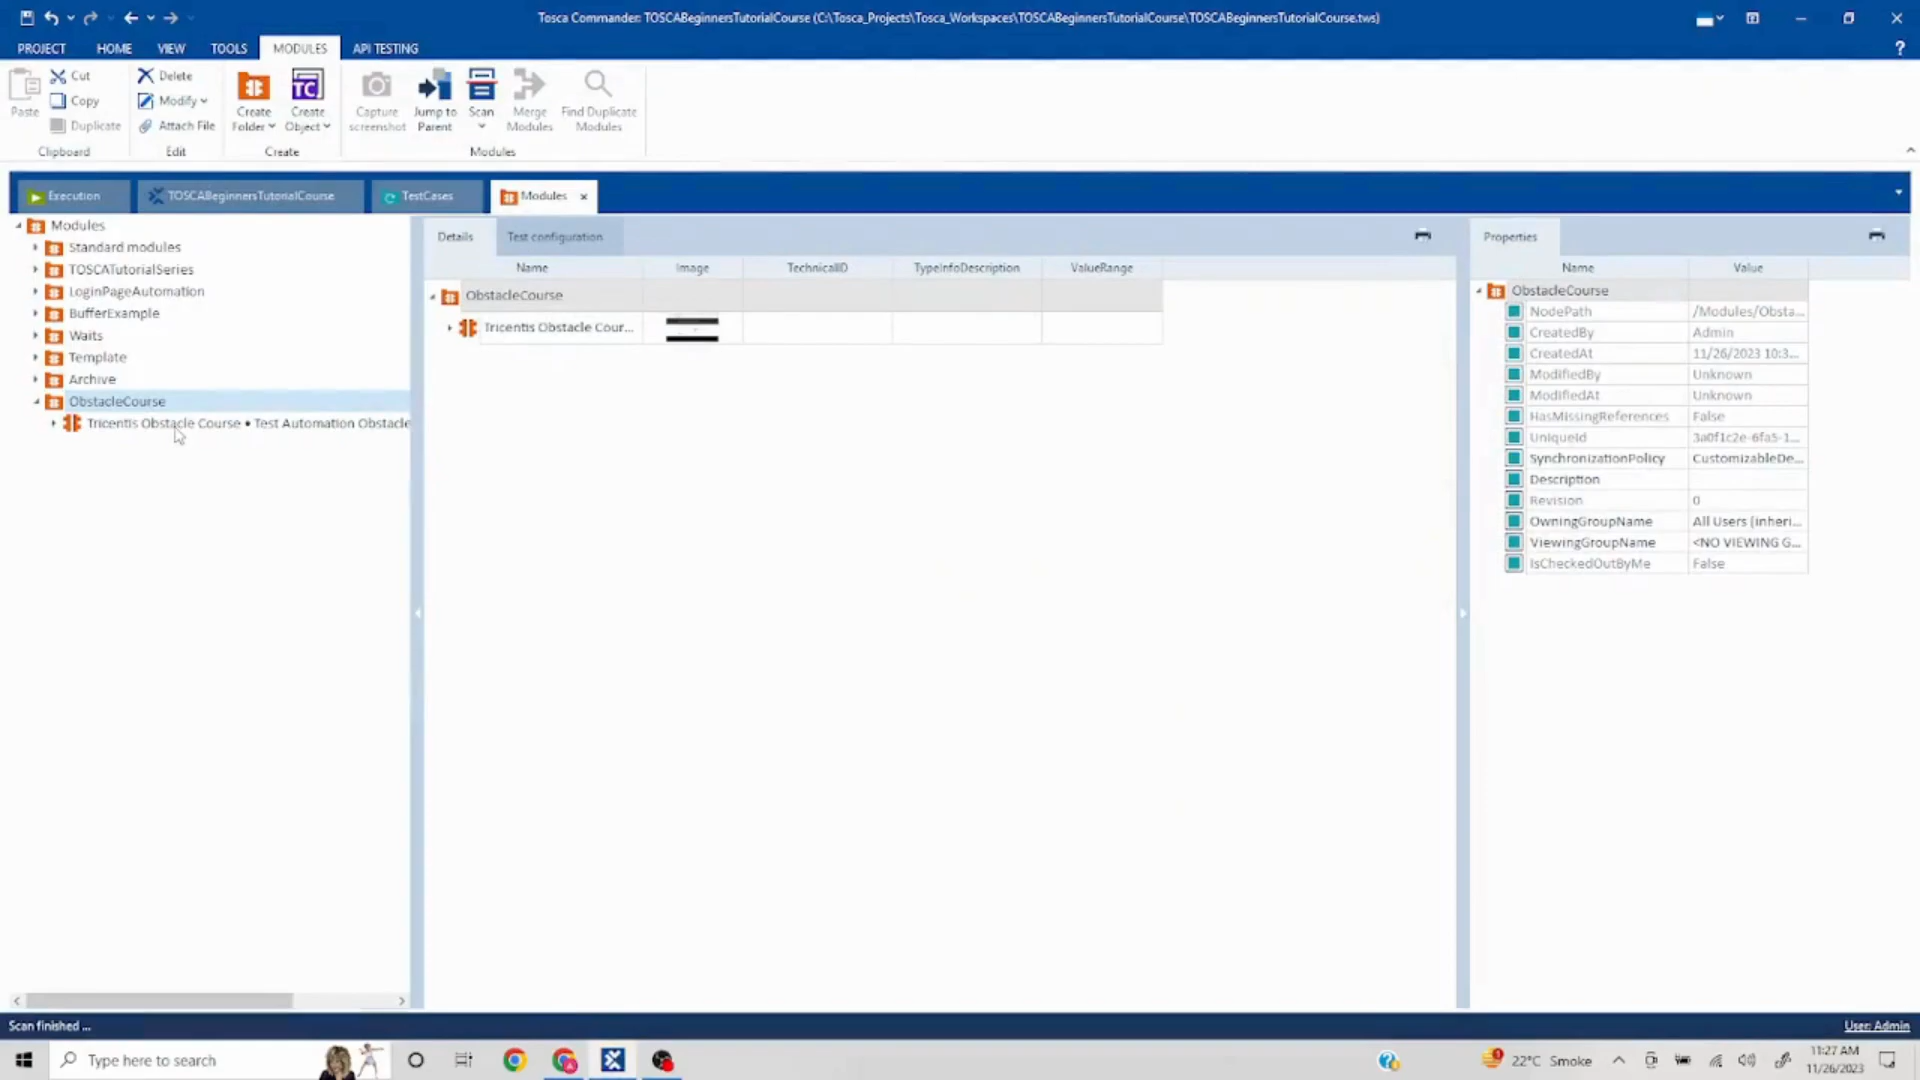 Tosca Commander: TOSCABeginnersTutorialCourse (C:\Tosca_Projects\Tosca_Workspaces\TOSCABeginnersTutorialCourse\TOSCABeginnersTutorialCourse.tws)
PROJECT HOME VIEW TOOLS MODULES API TESTING ?
Paste Cut Copy Duplicate
Clipboard
Delete Modify Attach File
Edit
Create Folder Create Object
Create
Capture screenshot Jump to Parent Scan Merge Modules Find Duplicate Modules
Modules
Execution TOSCABeginnersTutorialCourse TestCases Modules ×
Modules
Standard modules
TOSCATutorialSeries
LoginPageAutomation
BufferExample
Waits
Template
Archive
ObstacleCourse
Tricentis Obstacle Course • Test Automation Obstacle
Details Test configuration
Name Image TechnicalID TypeInfoDescription ValueRange
ObstacleCourse
Tricentis Obstacle Cour...
Properties
Name Value
ObstacleCourse
NodePath /Modules/Obsta...
CreatedBy Admin
CreatedAt 11/26/2023 10:3...
ModifiedBy Unknown
ModifiedAt Unknown
HasMissingReferences False
UniqueId 3a0f1c2e-6fa5-1...
SynchronizationPolicy CustomizableDe...
Description
Revision 0
OwningGroupName All Users (inheri...
ViewingGroupName <NO VIEWING G...
IsCheckedOutByMe False
Scan finished ... User: Admin
Type here to search
22°C Smoke
11:27 AM
11/26/2023